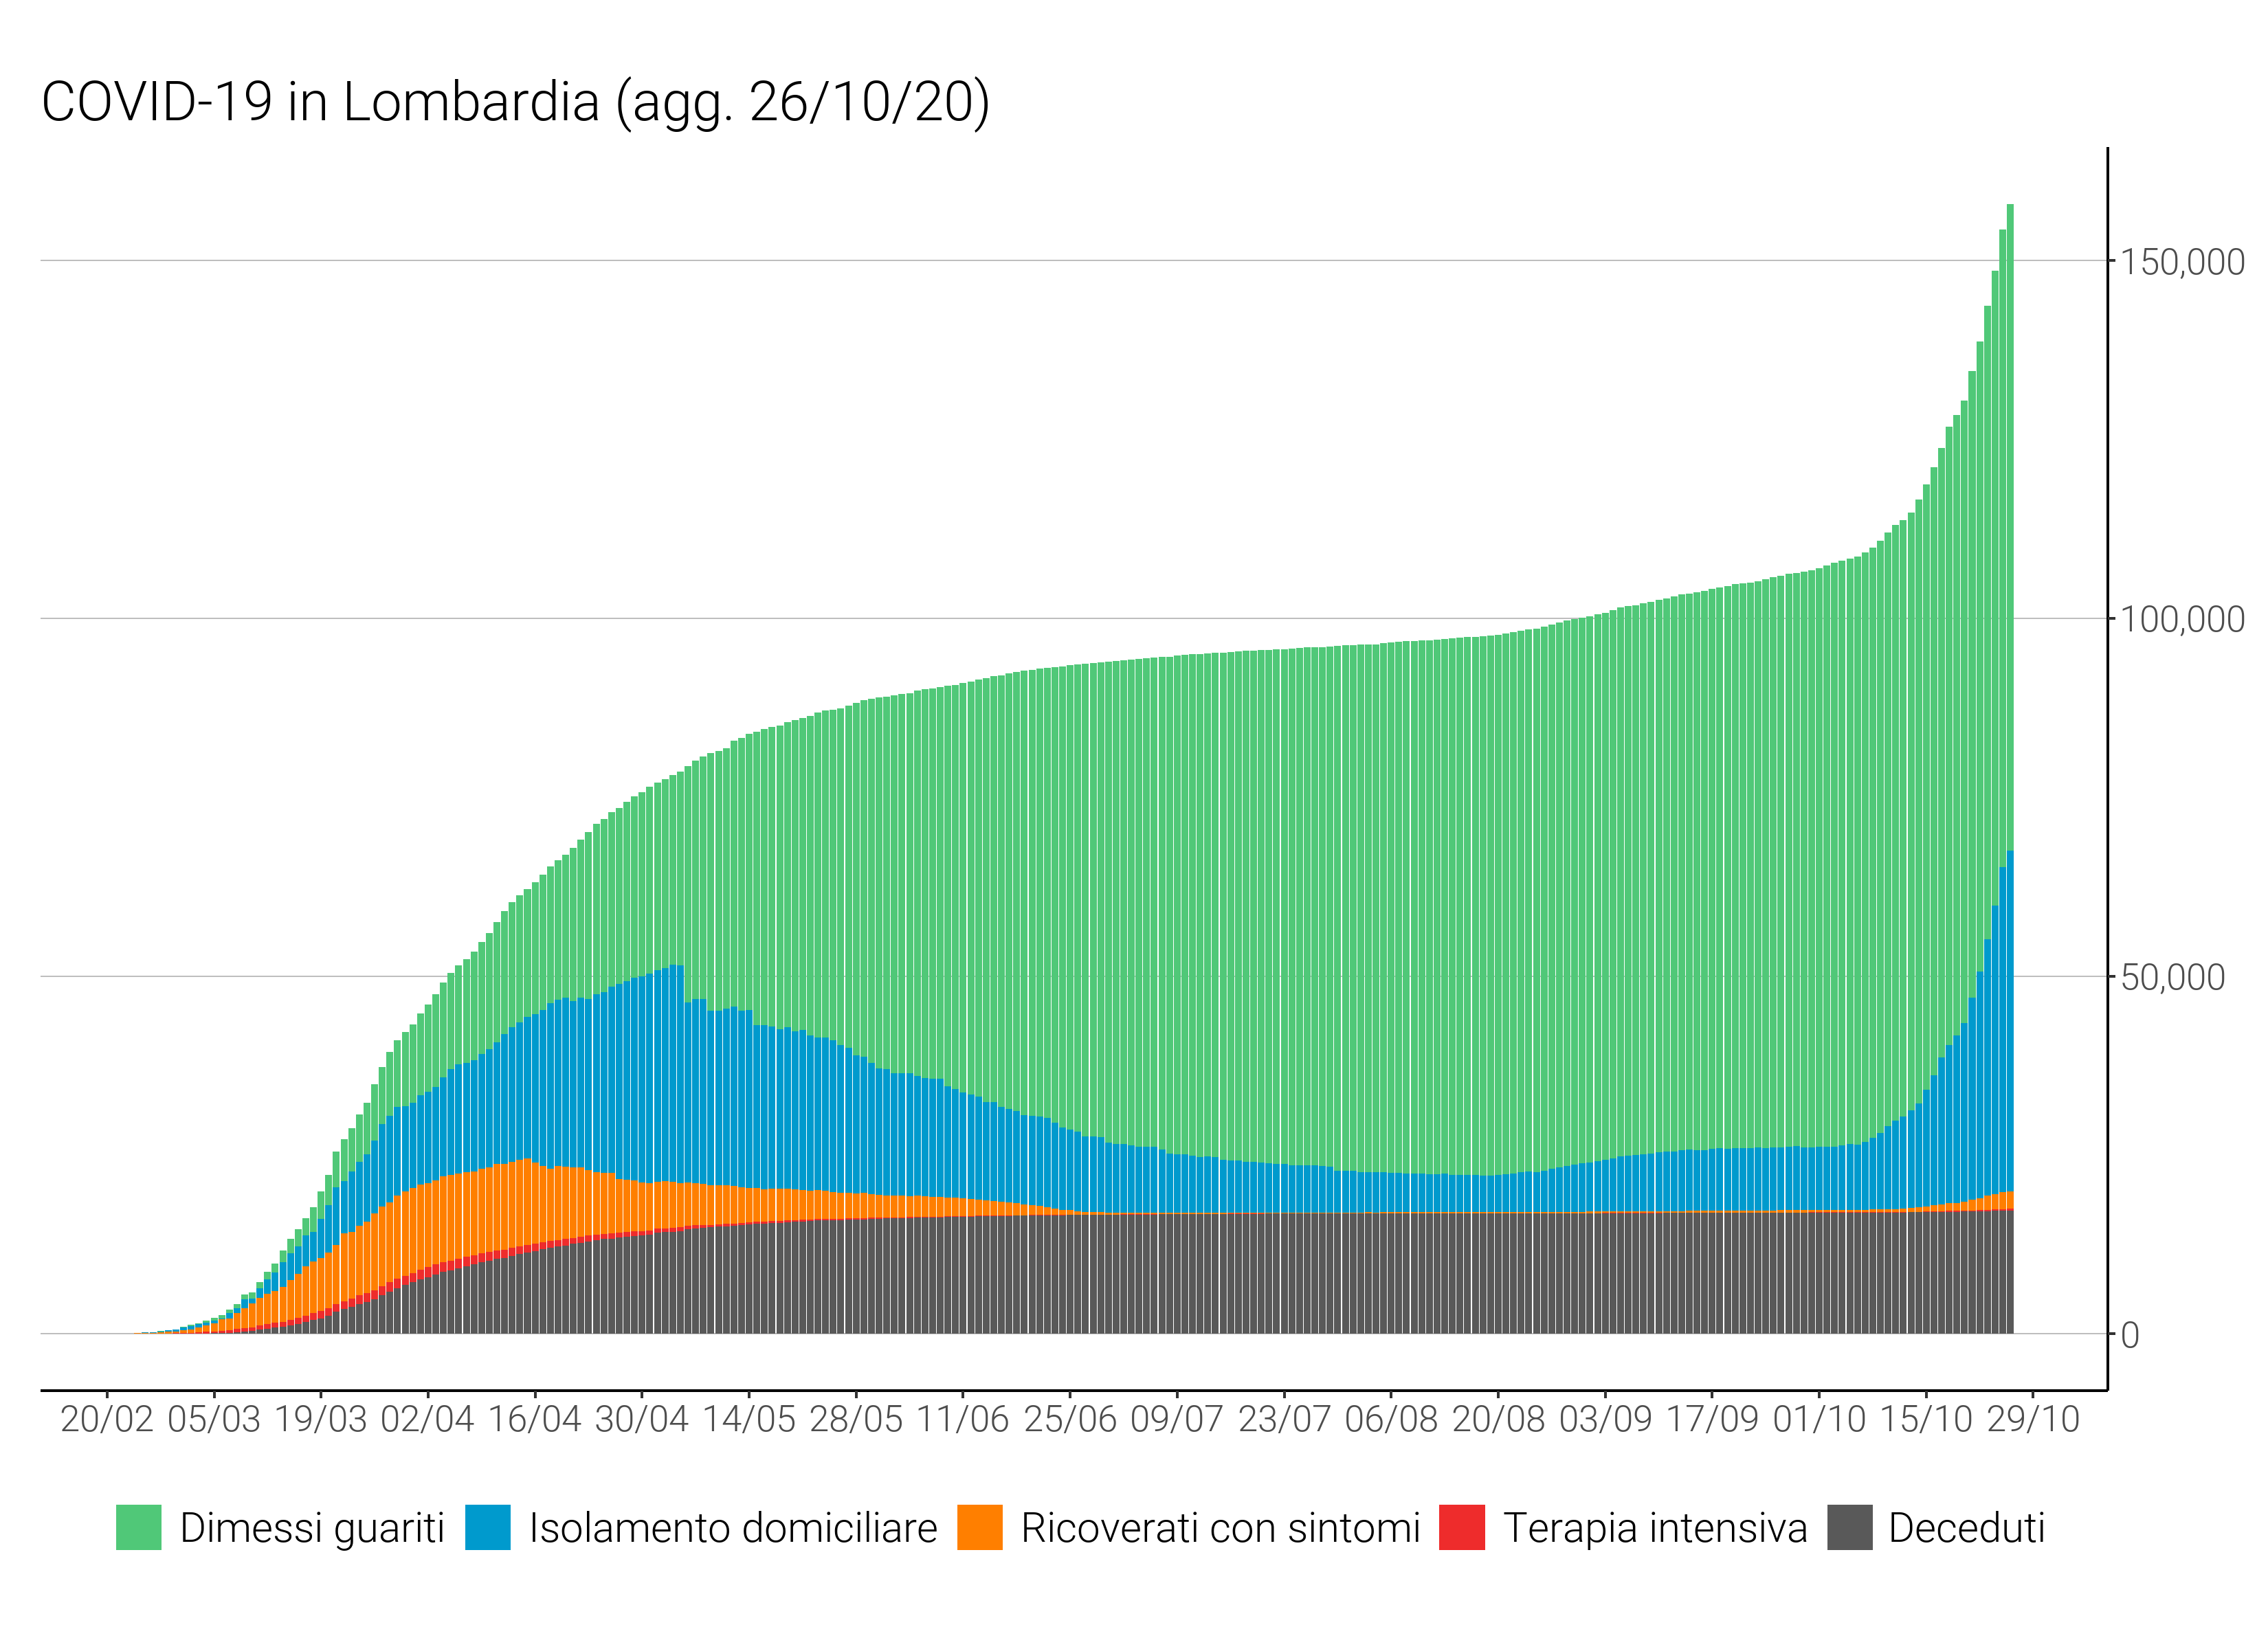 COVID-19 in Lombardia (agg. 26/10/20)
150,000
100,000
50,000
0
20/02 05/03 19/03 02/04 16/04 30/04 14/05 28/05 11/06 25/06 09/07 23/07 06/08 20/08 03/09 17/09 01/10 15/10 29/10
Dimessi guariti Isolamento domiciliare Ricoverati con sintomi Terapia intensiva Deceduti